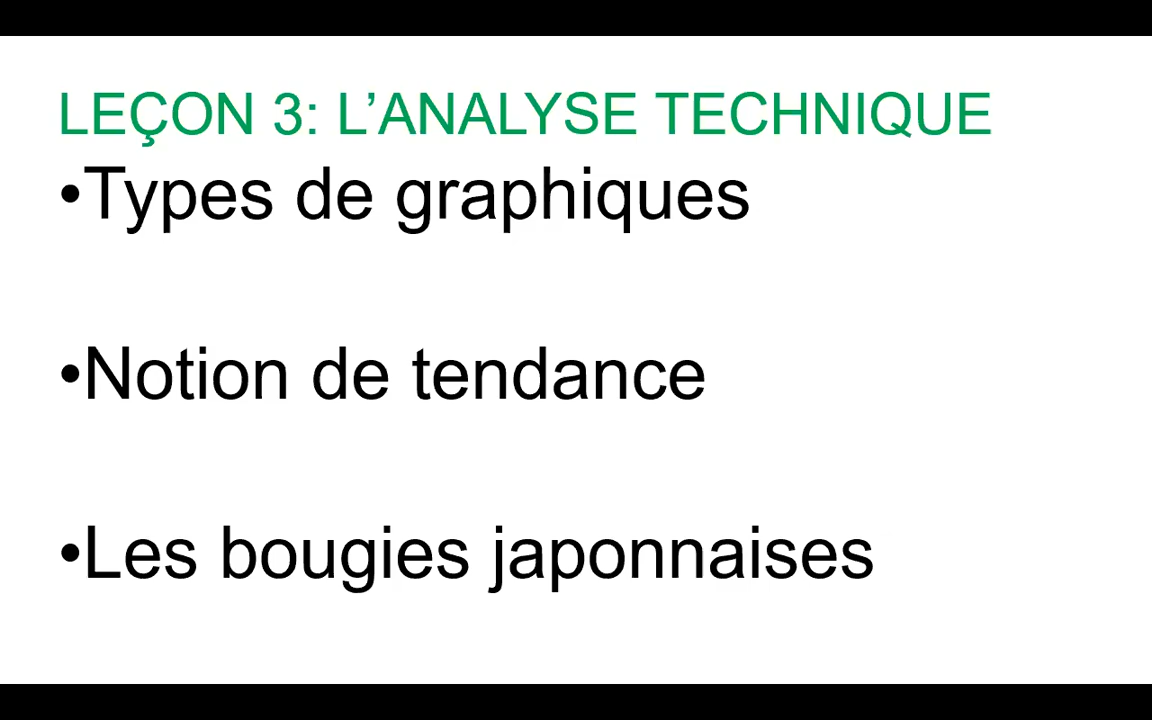 LEÇON 3: L’ANALYSE TECHNIQUE
•Types de graphiques
•Notion de tendance
•Les bougies japonnaises